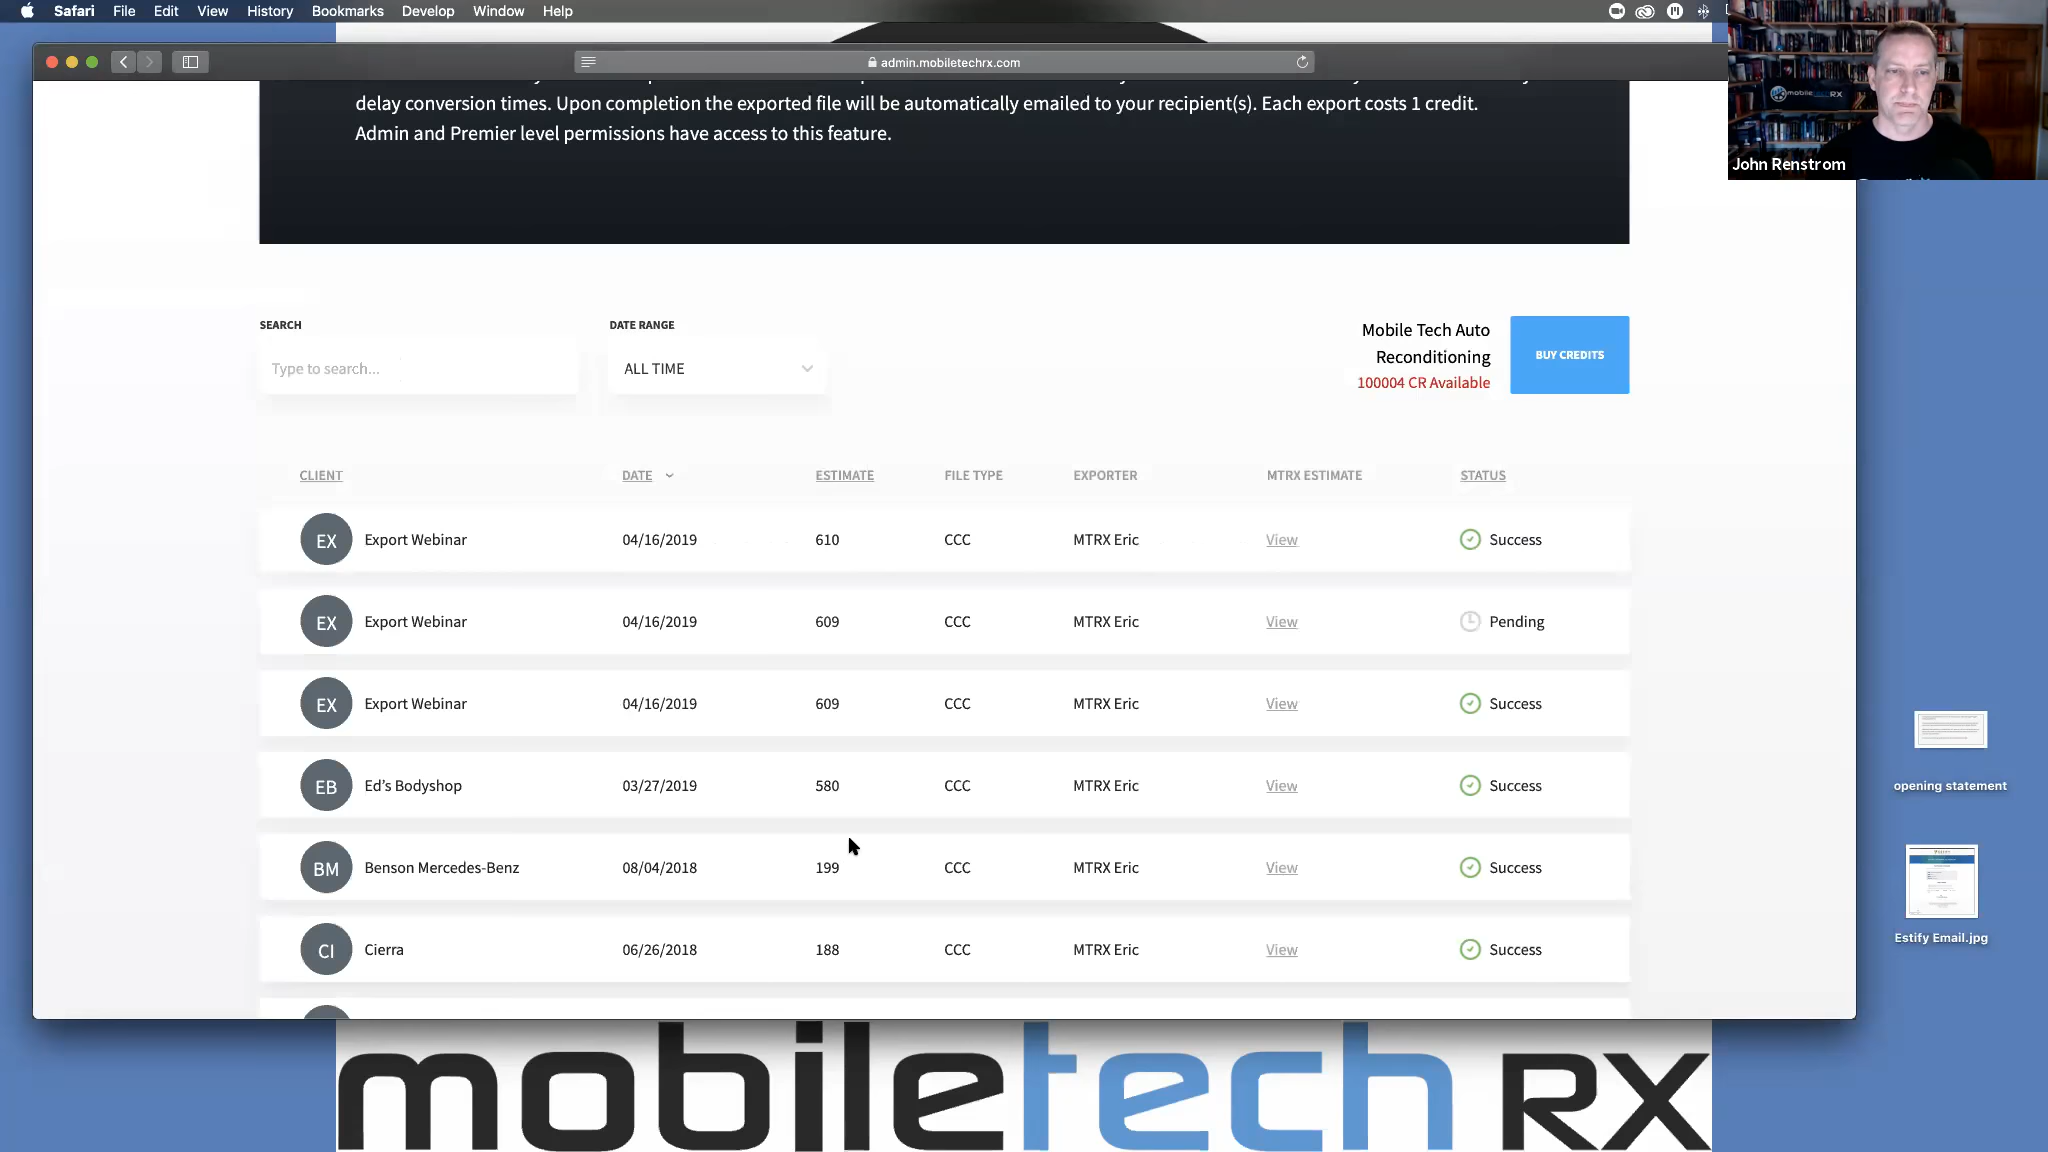 Safari File Edit View History Bookmarks Develop Window Help
admin.mobiletechrx.com
delay conversion times. Upon completion the exported file will be automatically emailed to your recipient(s). Each export costs 1 credit.
Admin and Premier level permissions have access to this feature.
mobiletechRX
John Renstrom
SEARCH
Type to search...
DATE RANGE
ALL TIME
Mobile Tech Auto
Reconditioning
100004 CR Available
BUY CREDITS
CLIENT DATE ESTIMATE FILE TYPE EXPORTER MTRX ESTIMATE STATUS
EX Export Webinar 04/16/2019 610 CCC MTRX Eric View Success
EX Export Webinar 04/16/2019 609 CCC MTRX Eric View Pending
EX Export Webinar 04/16/2019 609 CCC MTRX Eric View Success
EB Ed's Bodyshop 03/27/2019 580 CCC MTRX Eric View Success
BM Benson Mercedes-Benz 08/04/2018 199 CCC MTRX Eric View Success
CI Cierra 06/26/2018 188 CCC MTRX Eric View Success
opening statement
Estify Email.jpg
mobiletech RX